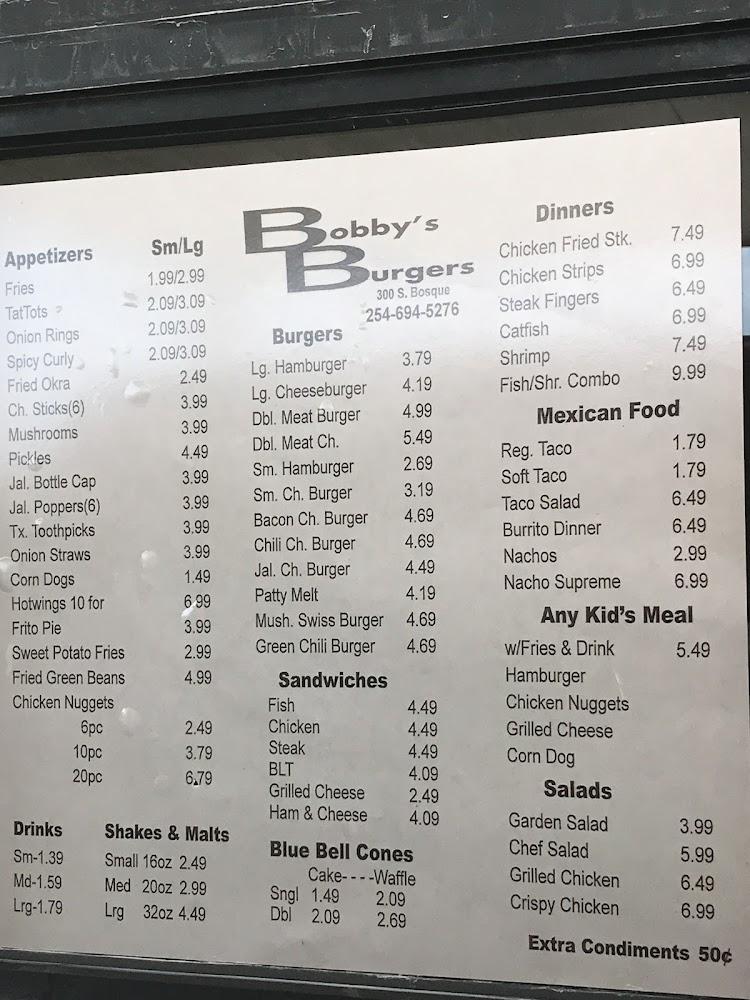 Appetizers Sm/Lg
Fries 1.99/2.99
TatTots 2.09/3.09
Onion Rings 2.09/3.09
Spicy Curly 2.09/3.09
Fried Okra 2.49
Ch. Sticks(6) 3.99
Mushrooms 3.99
Pickles 4.49
Jal. Bottle Cap 3.99
Jal. Poppers(6) 3.99
Tx. Toothpicks 3.99
Onion Straws 3.99
Corn Dogs 1.49
Hotwings 10 for 6.99
Frito Pie 3.99
Sweet Potato Fries 2.99
Fried Green Beans 4.99
Chicken Nuggets
6pc 2.49
10pc 3.79
20pc 6.79
Drinks
Sm-1.39
Md-1.59
Lrg-1.79
Shakes & Malts
Small 16oz 2.49
Med 20oz 2.99
Lrg 32oz 4.49
Bobby's
Burgers
300 S. Bosque
254-694-5276
Burgers
Lg. Hamburger 3.79
Lg. Cheeseburger 4.19
Dbl. Meat Burger 4.99
Dbl. Meat Ch. 5.49
Sm. Hamburger 2.69
Sm. Ch. Burger 3.19
Bacon Ch. Burger 4.69
Chili Ch. Burger 4.69
Jal. Ch. Burger 4.49
Patty Melt 4.19
Mush. Swiss Burger 4.69
Green Chili Burger 4.69
Sandwiches
Fish 4.49
Chicken 4.49
Steak 4.49
BLT 4.09
Grilled Cheese 2.49
Ham & Cheese 4.09
Blue Bell Cones
Cake----Waffle
Sngl 1.49 2.09
Dbl 2.09 2.69
Dinners
Chicken Fried Stk. 7.49
Chicken Strips 6.99
Steak Fingers 6.49
Catfish 6.99
Shrimp 7.49
Fish/Shr. Combo 9.99
Mexican Food
Reg. Taco 1.79
Soft Taco 1.79
Taco Salad 6.49
Burrito Dinner 6.49
Nachos 2.99
Nacho Supreme 6.99
Any Kid's Meal
w/Fries & Drink 5.49
Hamburger
Chicken Nuggets
Grilled Cheese
Corn Dog
Salads
Garden Salad 3.99
Chef Salad 5.99
Grilled Chicken 6.49
Crispy Chicken 6.99
Extra Condiments 50¢